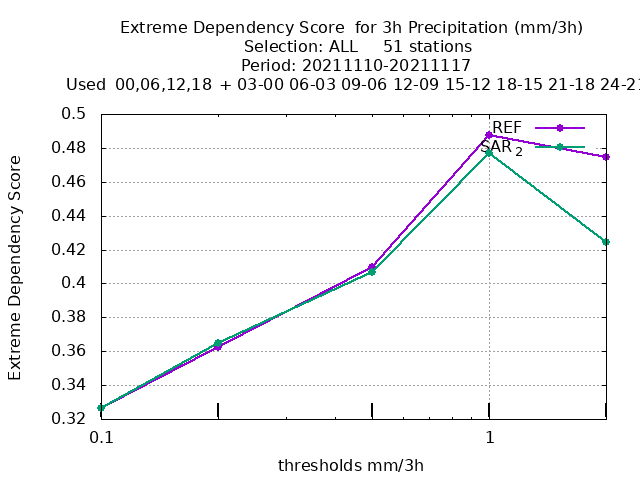 Extreme Dependency Score for 3h Precipitation (mm/3h)
Selection: ALL 51 stations
Period: 20211110-20211117
Used 00,06,12,18 + 03-00 06-03 09-06 12-09 15-12 18-15 21-18 24-21
0.5
0.48
0.46
0.44
0.42
0.4
0.38
0.36
0.34
0.32
0.1
1
Extreme Dependency Score
thresholds mm/3h
REF
SAR2